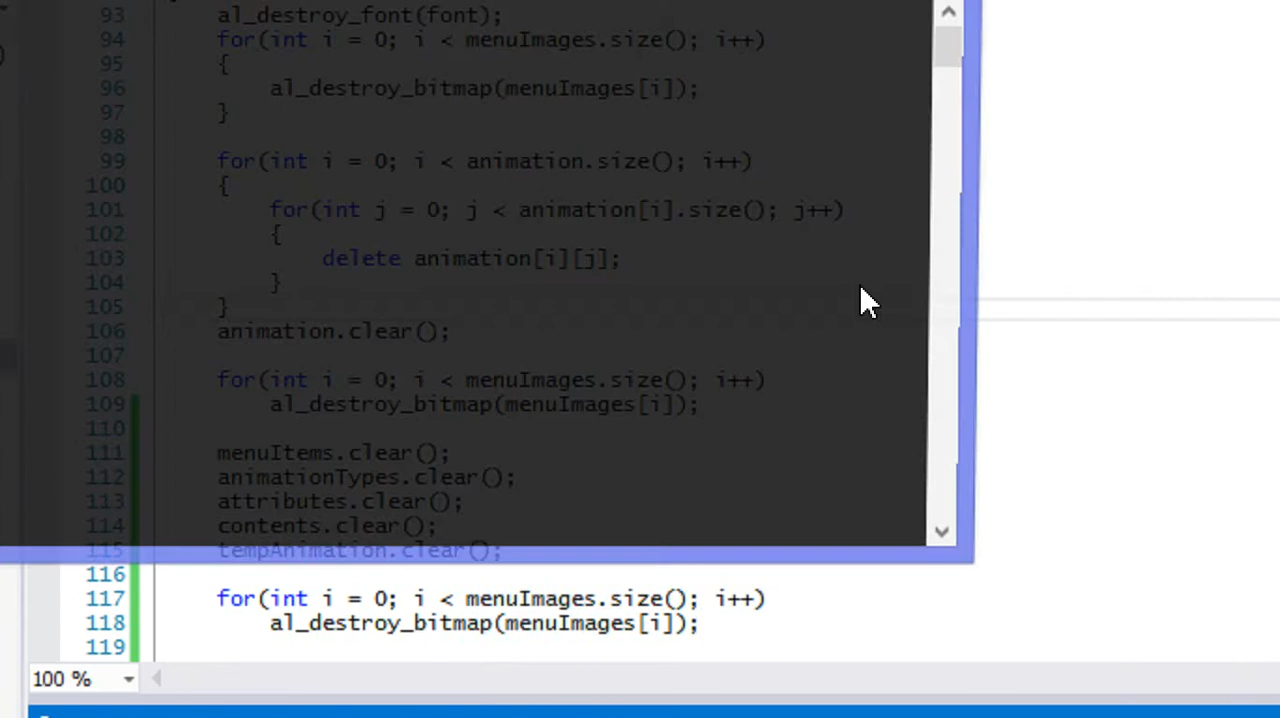 )
93 al_destroy_font(font);
94 for(int i = 0; i < menuImages.size(); i++)
95 {
96 al_destroy_bitmap(menuImages[i]);
97 }
98
99 for(int i = 0; i < animation.size(); i++)
100 {
101 for(int j = 0; j < animation[i].size(); j++)
102 {
103 delete animation[i][j];
104 }
105 }
106 animation.clear();
107
108 for(int i = 0; i < menuImages.size(); i++)
109 al_destroy_bitmap(menuImages[i]);
110
111 menuItems.clear();
112 animationTypes.clear();
113 attributes.clear();
114 contents.clear();
115 tempAnimation.clear();
116
117 for(int i = 0; i < menuImages.size(); i++)
118 al_destroy_bitmap(menuImages[i]);
119
100 %